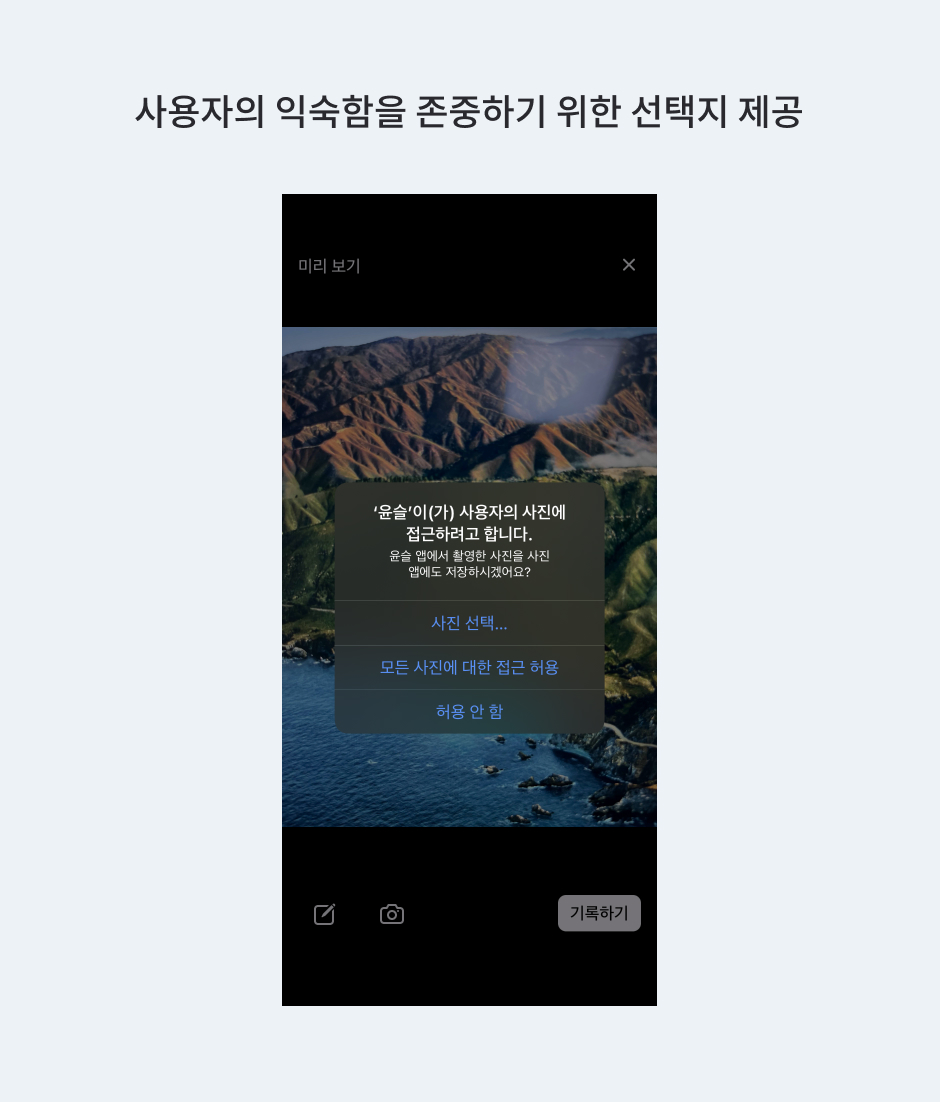 사용자의 익숙함을 존중하기 위한 선택지 제공
미리 보기
‘윤슬’이(가) 사용자의 사진에
접근하려고 합니다.
윤슬 앱에서 촬영한 사진을 사진
앱에도 저장하시겠어요?
사진 선택...
모든 사진에 대한 접근 허용
허용 안 함
기록하기